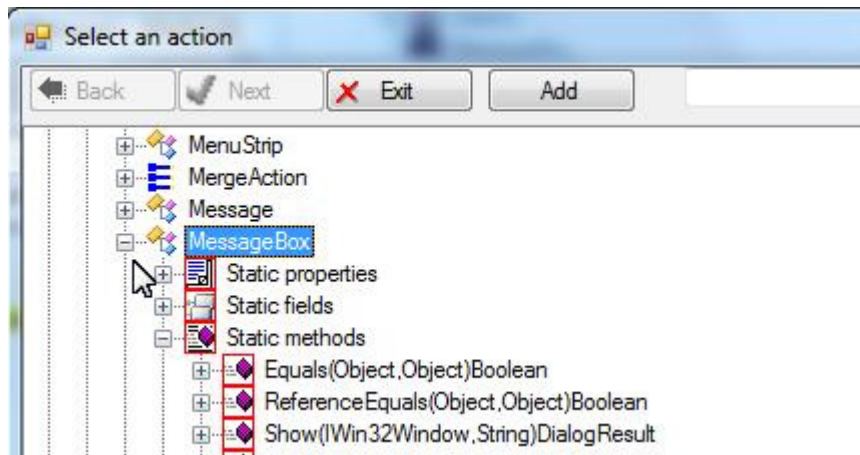 Select an action
Back Next Exit Add
MenuStrip
MergeAction
Message
MessageBox
Static properties
Static fields
Static methods
Equals(Object,Object)Boolean
ReferenceEquals(Object,Object)Boolean
Show(IWin32Window,String)DialogResult